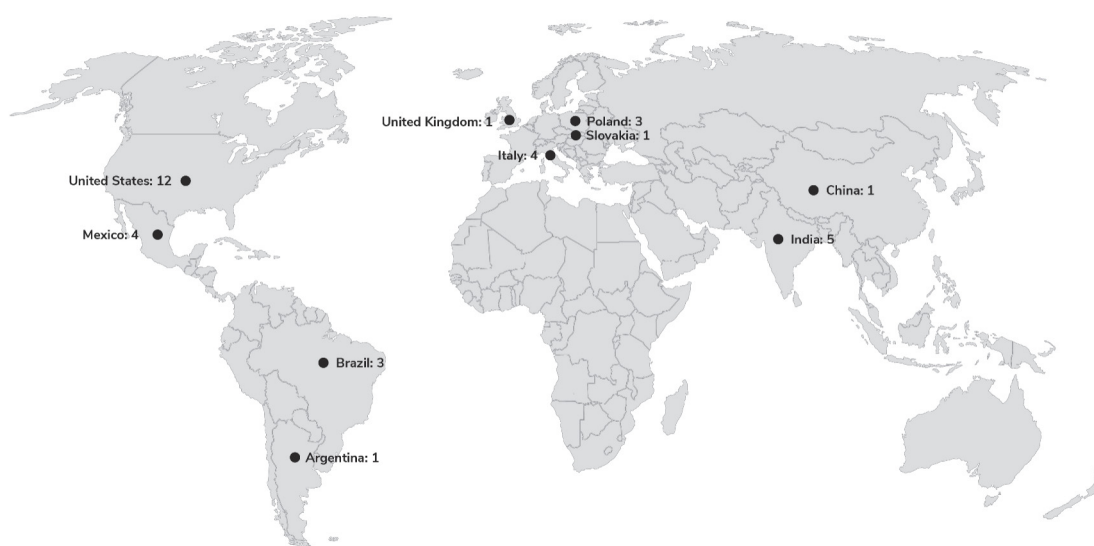 United Kingdom: 1
Poland: 3
Slovakia: 1
Italy: 4
United States: 12
China: 1
Mexico: 4
India: 5
Brazil: 3
Argentina: 1